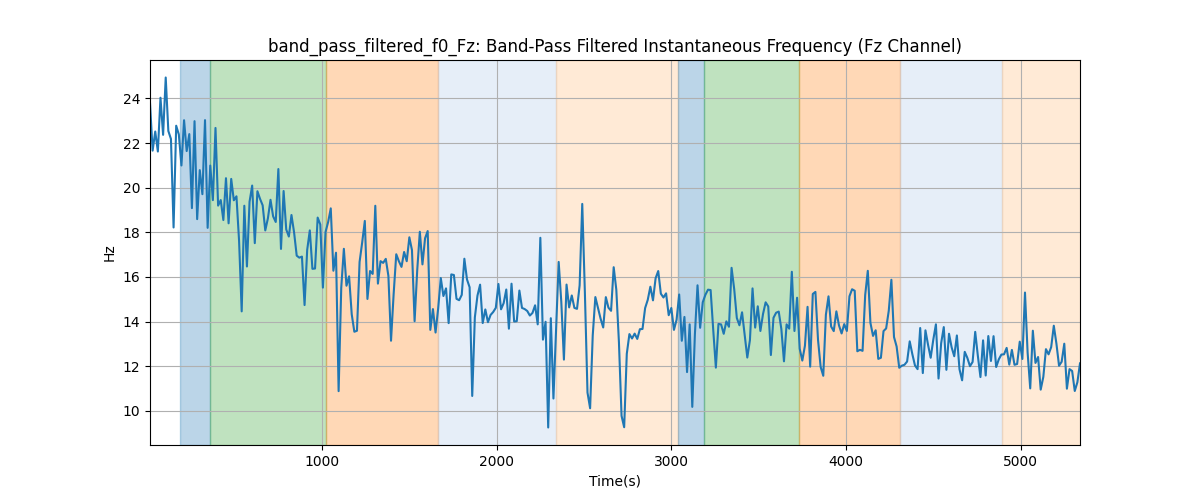 band_pass_filtered_f0_Fz: Band-Pass Filtered Instantaneous Frequency (Fz Channel)
24
22
20
18
16
14
12
10
Hz
1000 2000 3000 4000 5000
Time(s)